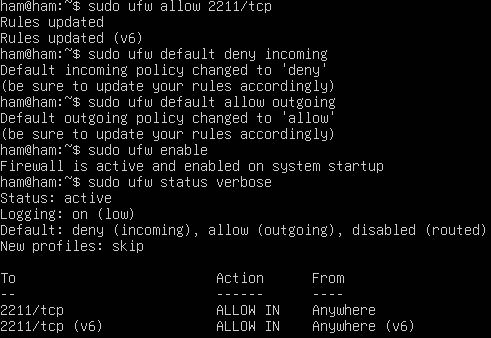 ham@ham:~$ sudo ufw allow 2211/tcp
Rules updated
Rules updated (v6)
ham@ham:~$ sudo ufw default deny incoming
Default incoming policy changed to 'deny'
(be sure to update your rules accordingly)
ham@ham:~$ sudo ufw default allow outgoing
Default outgoing policy changed to 'allow'
(be sure to update your rules accordingly)
ham@ham:~$ sudo ufw enable
Firewall is active and enabled on system startup
ham@ham:~$ sudo ufw status verbose
Status: active
Logging: on (low)
Default: deny (incoming), allow (outgoing), disabled (routed)
New profiles: skip

To                         Action      From
--                         ------      ----
2211/tcp                   ALLOW IN    Anywhere
2211/tcp (v6)              ALLOW IN    Anywhere (v6)